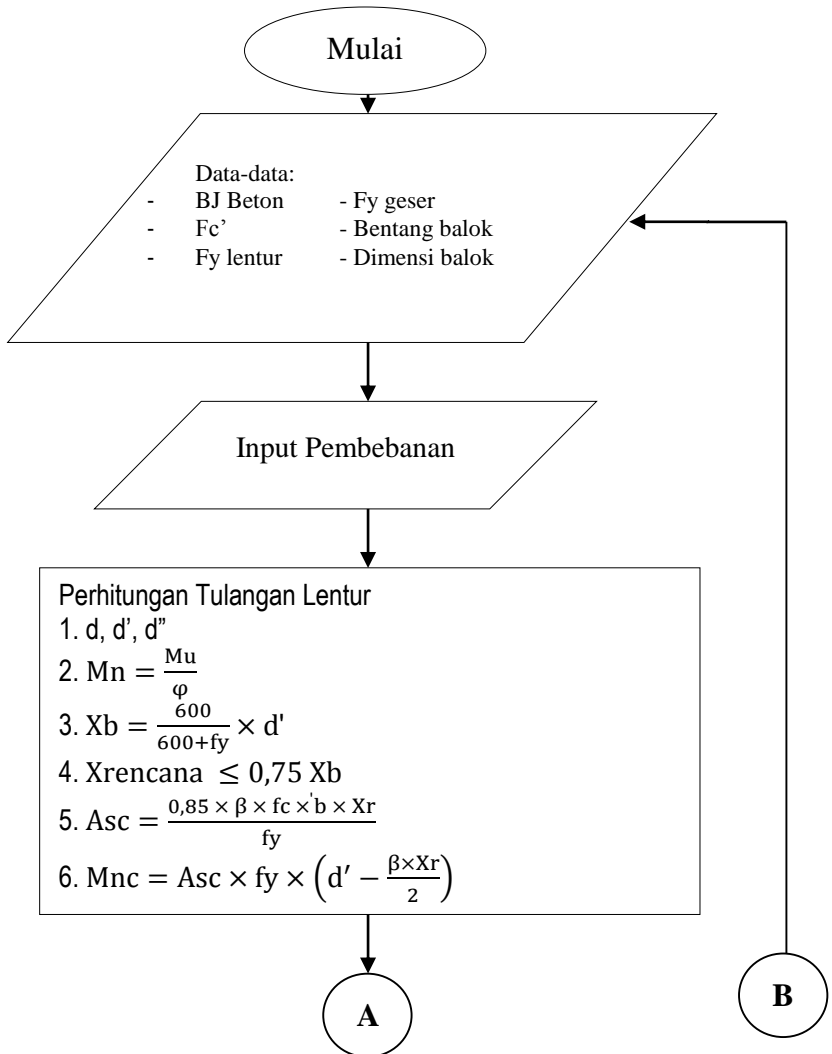 Mulai
Data-data:
- BJ Beton - Fy geser
- Fc’ - Bentang balok
- Fy lentur - Dimensi balok
Input Pembebanan
Perhitungan Tulangan Lentur
1. d, d’, d”
2. Mn = Mu/φ
3. Xb = 600/(600+fy) × d'
4. Xrencana ≤ 0,75 Xb
5. Asc = (0,85 × β × fc ×'b × Xr)/fy
6. Mnc = Asc × fy × (d′ − (β×Xr)/2)
A
B